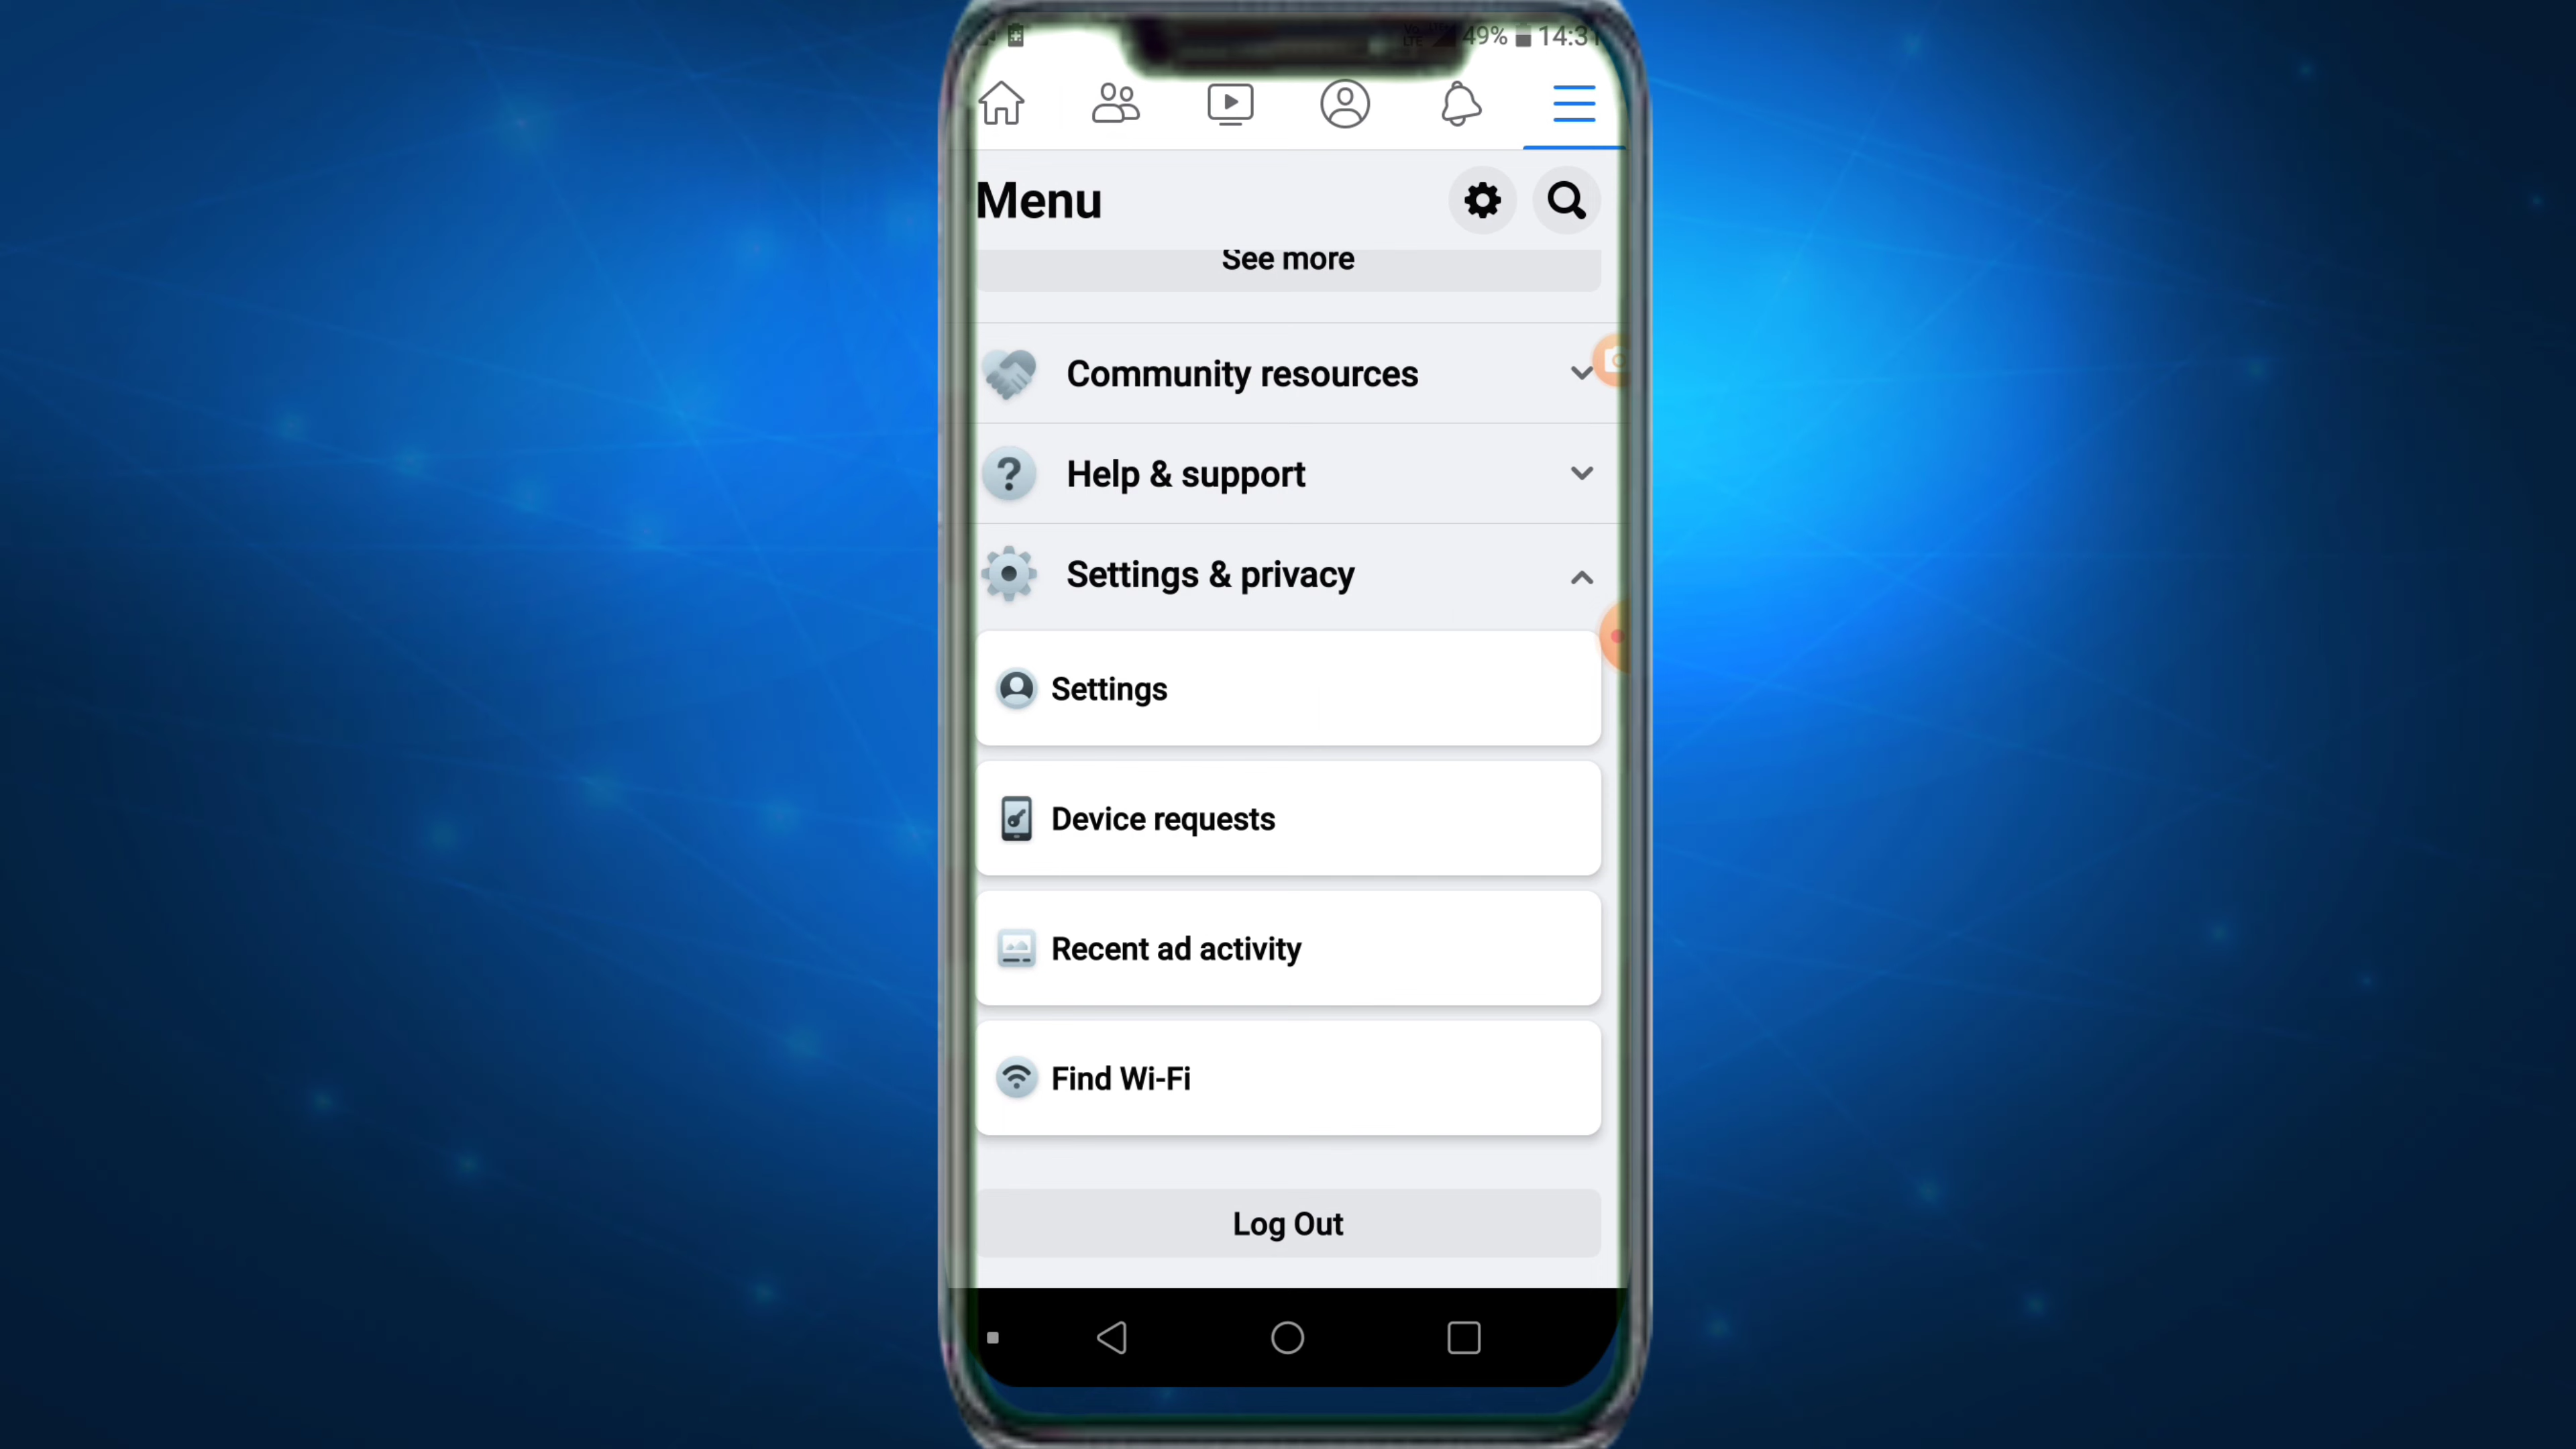 49% 14:31
Menu
See more
Community resources
Help & support
Settings & privacy
Settings
Device requests
Recent ad activity
Find Wi-Fi
Log Out